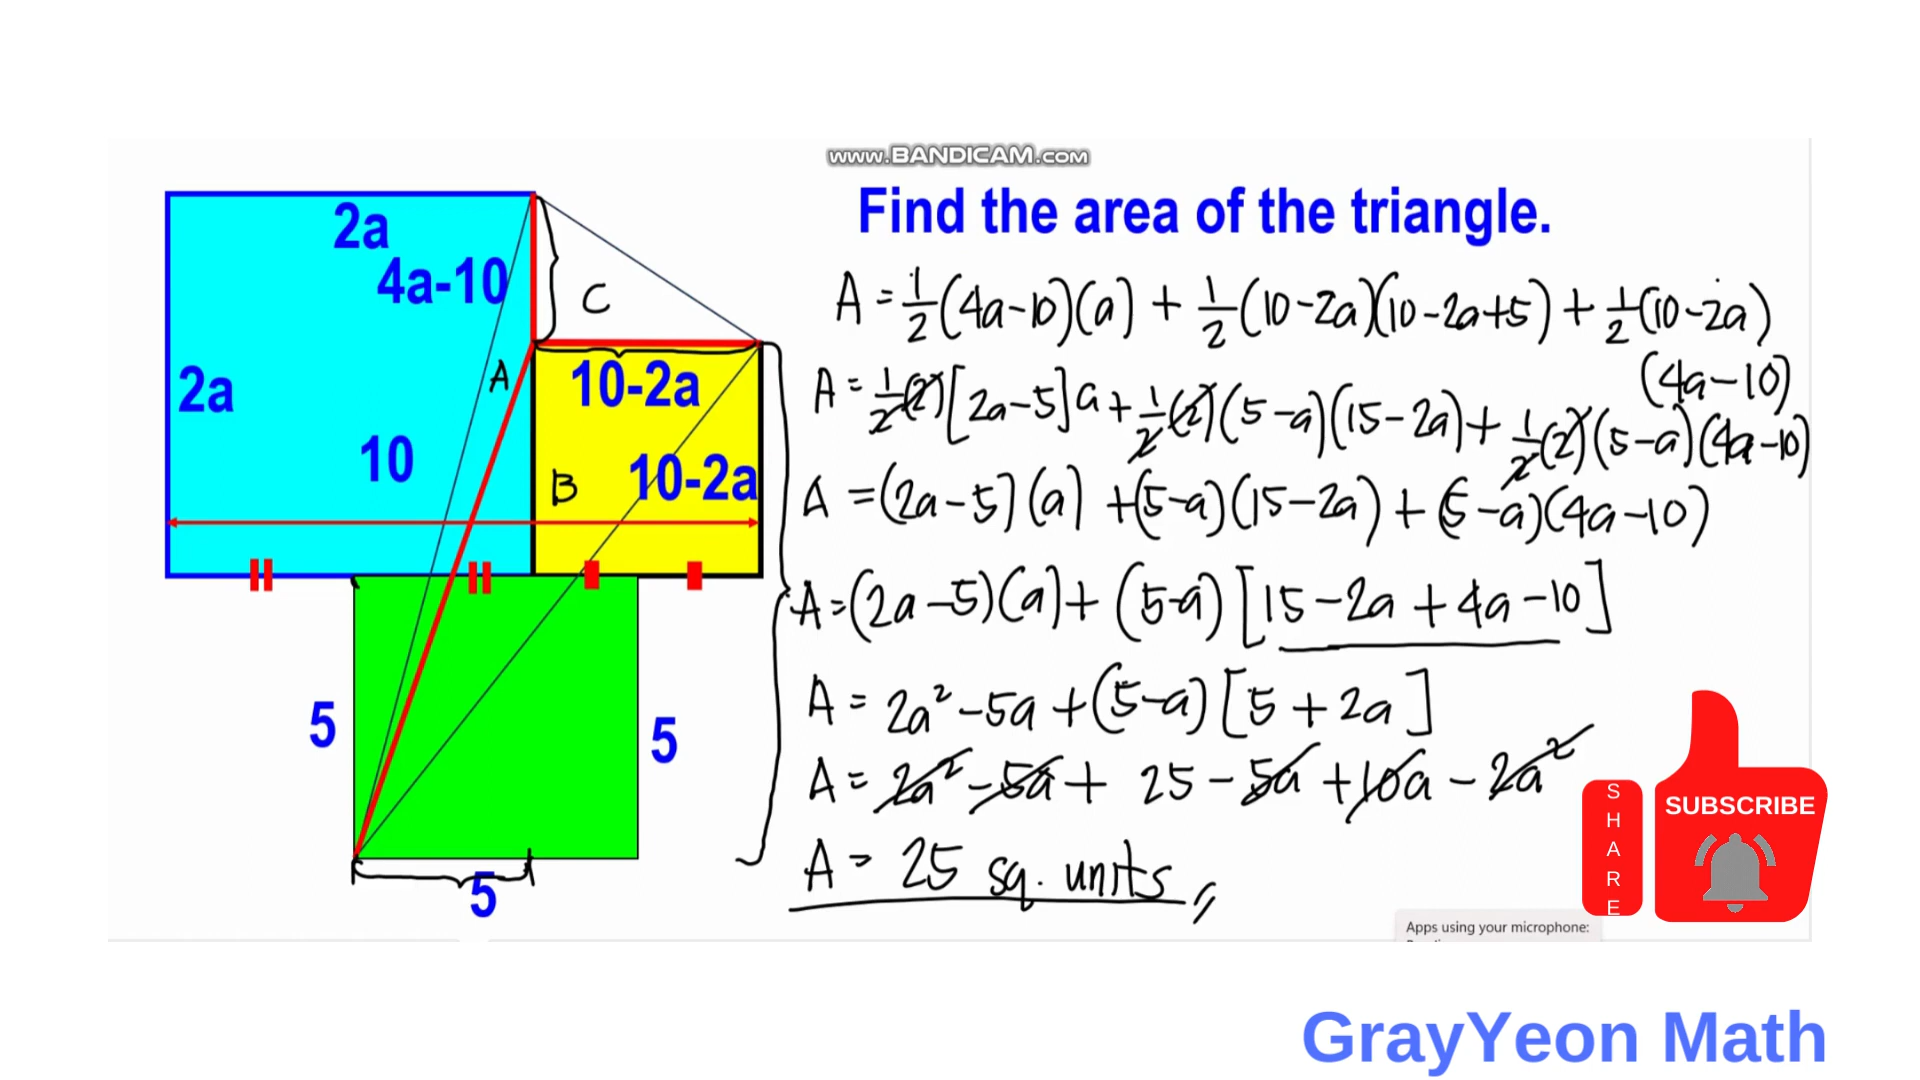 www.BANDICAM.com
Find the area of the triangle.
2a
4a-10
C
A
2a
10-2a
10
B
10-2a
5
5
5
A = 1/2 (4a-10)(a) + 1/2 (10-2a)(10-2a+5) + 1/2 (10-2a)
(4a-10)
A = 1/2 (2) [2a-5] a + 1/2 (2) (5-a)(15-2a) + 1/2 (2) (5-a)(4a-10)
A = (2a-5)(a) + (5-a)(15-2a) + (5-a)(4a-10)
A = (2a-5)(a) + (5-a) [15-2a+4a-10]
A = 2a² - 5a + (5-a) [5+2a]
A = 2a² - 5a + 25 - 5a + 10a - 2a²
A = 25 sq. units
SHARE
SUBSCRIBE
Apps using your microphone:
GrayYeon Math